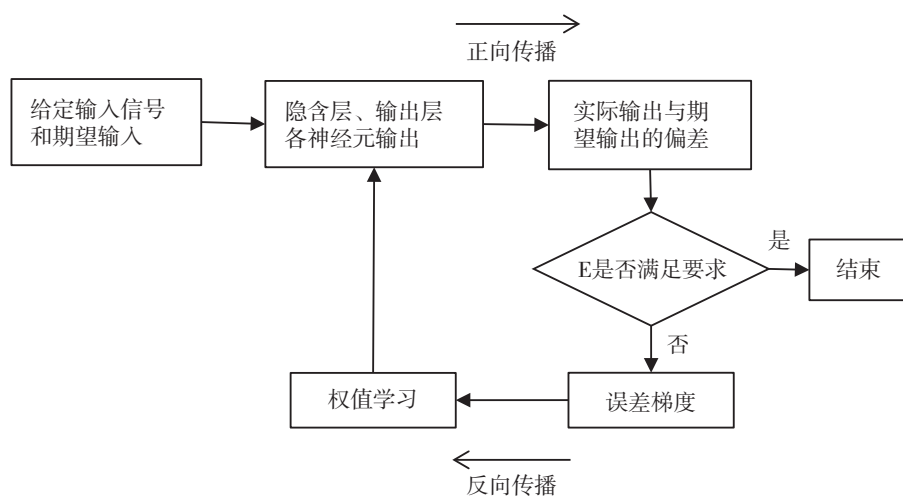 正向传播
给定输入信号
和期望输入
隐含层、输出层
各神经元输出
实际输出与期
望输出的偏差
是
E是否满足要求
结束
否
权值学习
误差梯度
反向传播